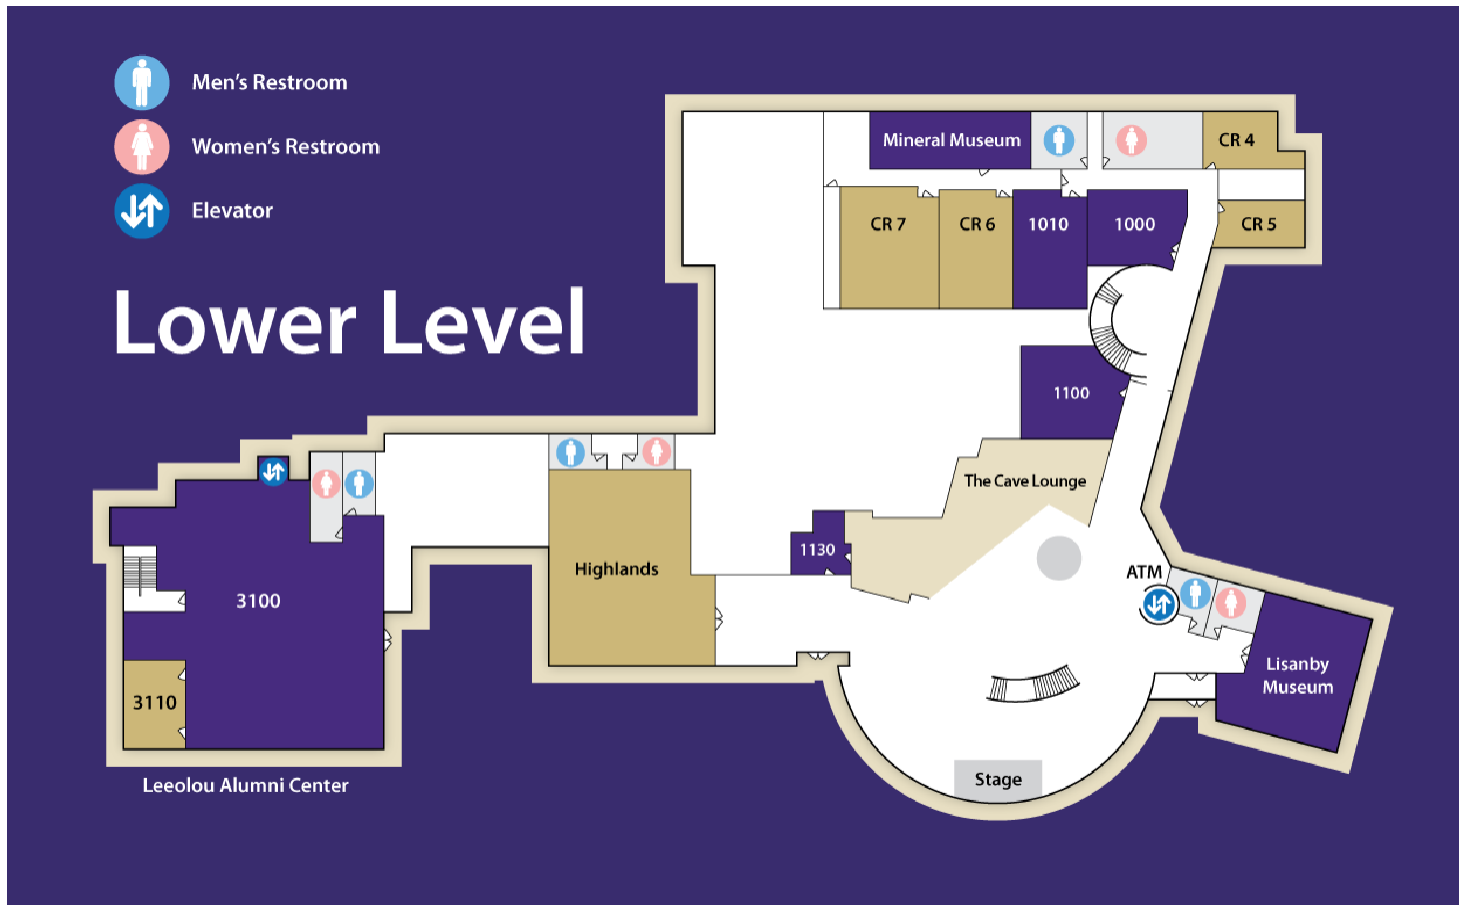 Men's Restroom
Women's Restroom
Elevator
Lower Level
Mineral Museum
CR 4
CR 7
CR 6
1010
1000
CR 5
1100
The Cave Lounge
1130
Highlands
ATM
3100
Lisanby
Museum
3110
Stage
Leeolou Alumni Center